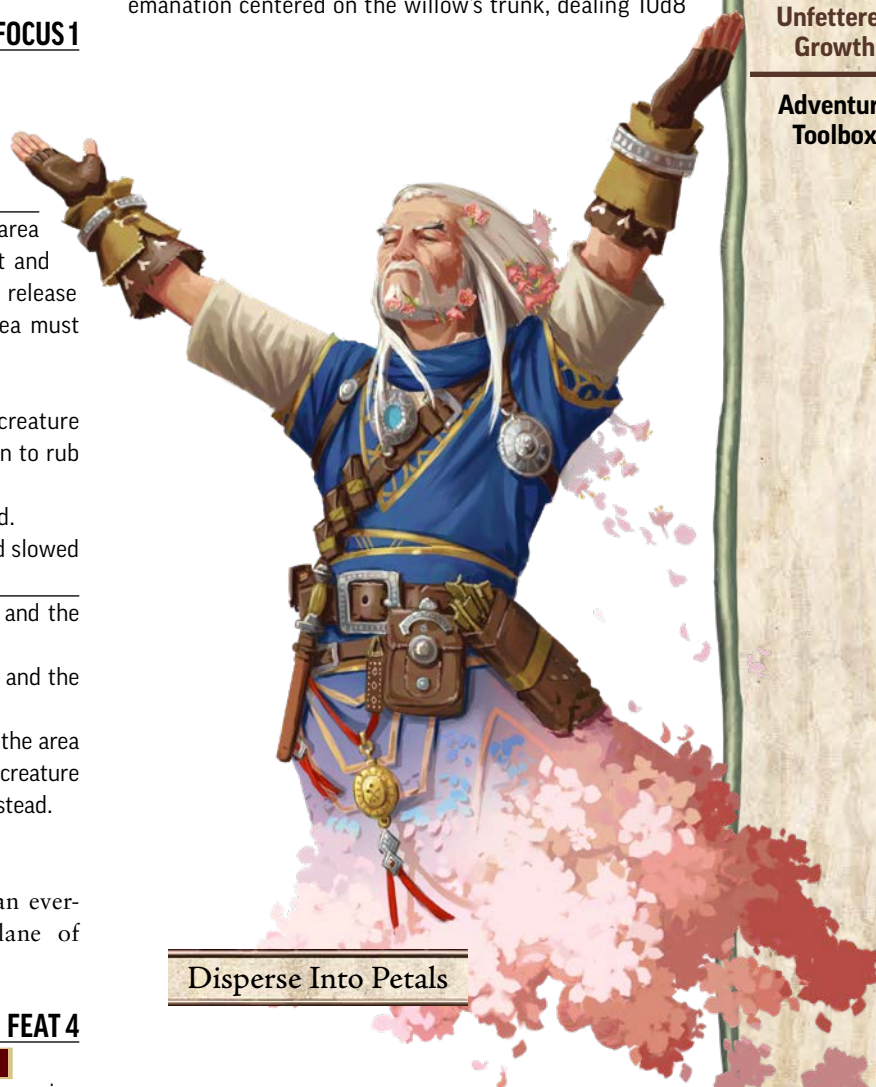 emanation centered on the willow's trunk, dealing 10d8
FOCUS 1
area
t and
release
ea must
creature
n to rub
d.
d slowed
and the
and the
the area
creature
stead.
an ever-
lane of
FEAT 4
Disperse Into Petals
Unfettere
Growth
Adventur
Toolbox